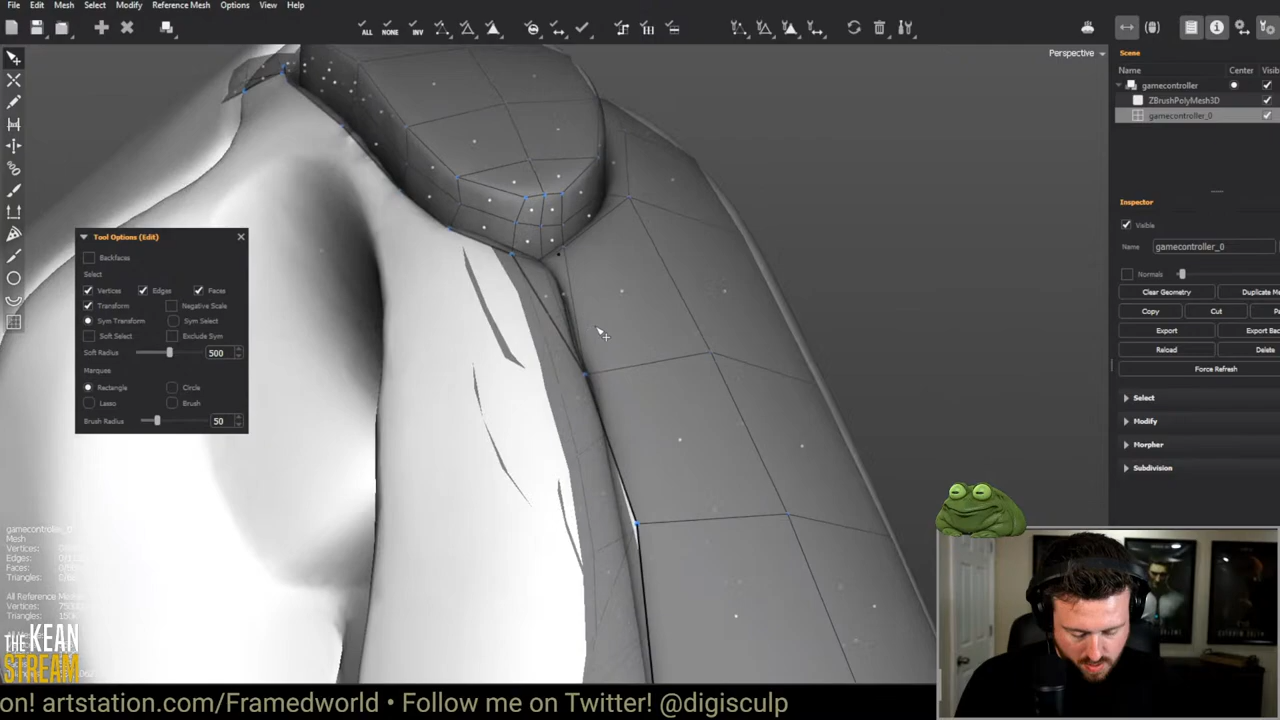 File Edit Mesh Select Modify Reference Mesh Options View Help
ALL NONE INV
Perspective
Scene
Name Center Visib
gamecontroller
ZBrushPolyMesh3D
gamecontroller_0
Inspector
Visible
Name gamecontroller_0
Normals
Clear Geometry Duplicate Me
Copy Cut Pa
Export Export Bac
Reload Delete
Force Refresh
Select
Modify
Morpher
Subdivision
Tool Options (Edit)
Backfaces
Select
Vertices Edges Faces
Transform Negative Scale
Sym Transform Sym Select
Soft Select Exclude Sym
Soft Radius 500
Marquee
Rectangle Circle
Lasso Brush
Brush Radius 50
gamecontroller_0
Mesh
Vertices:
Edges:
Faces:
Triangles:
All Reference Meshes
Vertices:
Triangles:
THE KEAN
STREAM
on! artstation.com/Framedworld • Follow me on Twitter! @digisculp